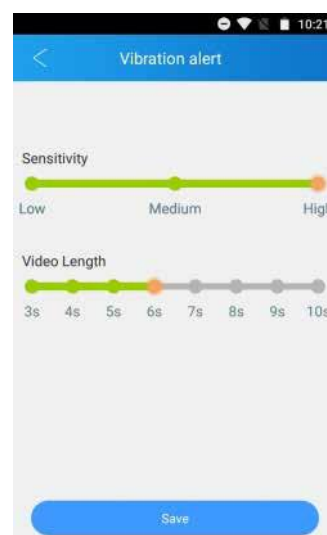 10:21
Vibration alert
Sensitivity
Low Medium High
Video Length
3s 4s 5s 6s 7s 8s 9s 10s
Save